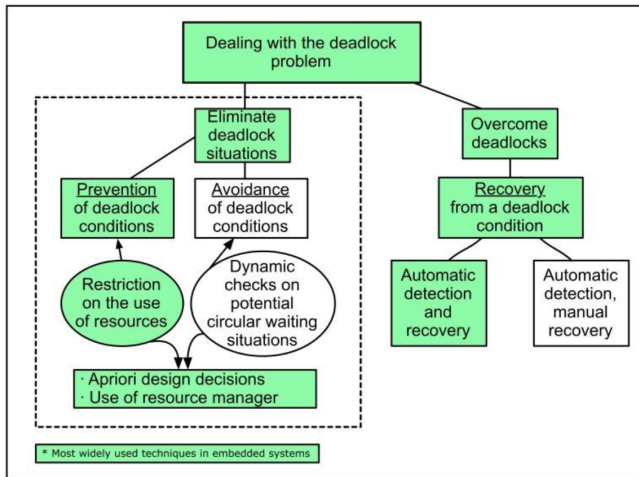 Dealing with the deadlock
problem
Eliminate
deadlock
situations
Overcome
deadlocks
Prevention
of deadlock
conditions
Avoidance
of deadlock
conditions
Recovery
from a deadlock
condition
Restriction
on the use
of resources
Dynamic
checks on
potential
circular waiting
situations
Automatic
detection
and
recovery
Automatic
detection,
manual
recovery
· Apriori design decisions
· Use of resource manager
* Most widely used techniques in embedded systems